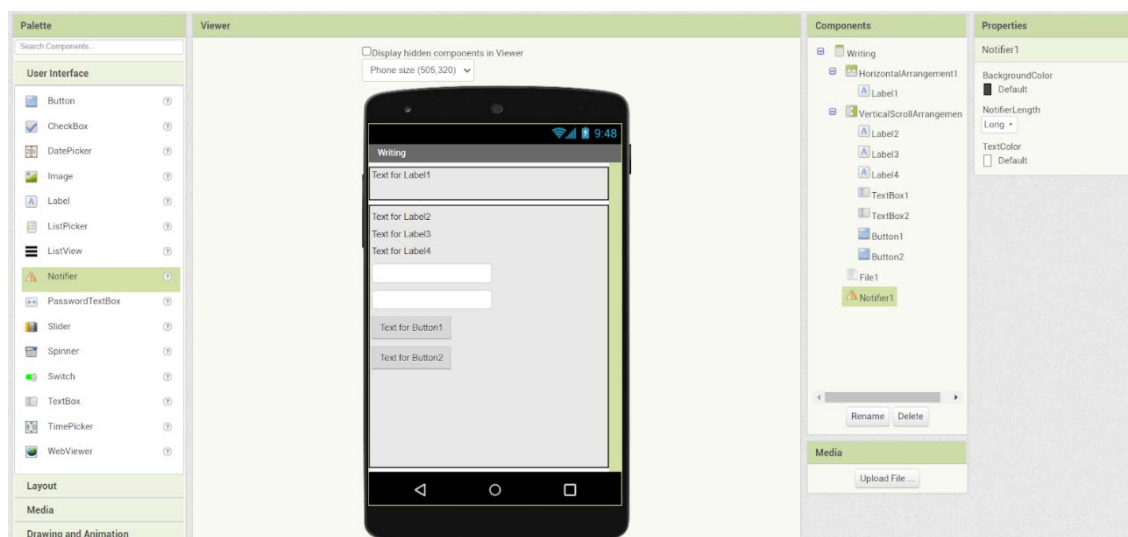 Palette
Search Components...
User Interface
Button
CheckBox
DatePicker
Image
Label
ListPicker
ListView
Notifier
PasswordTextBox
Slider
Spinner
Switch
TextBox
TimePicker
WebViewer
Layout
Media
Drawing and Animation
Viewer
Display hidden components in Viewer
Phone size (505,320)
9:48
Writing
Text for Label1
Text for Label2
Text for Label3
Text for Label4
Text for Button1
Text for Button2
Components
Writing
HorizontalArrangement1
Label1
VerticalScrollArrangemen
Label2
Label3
Label4
TextBox1
TextBox2
Button1
Button2
File1
Notifier1
Rename Delete
Media
Upload File ...
Properties
Notifier1
BackgroundColor
Default
NotifierLength
Long
TextColor
Default